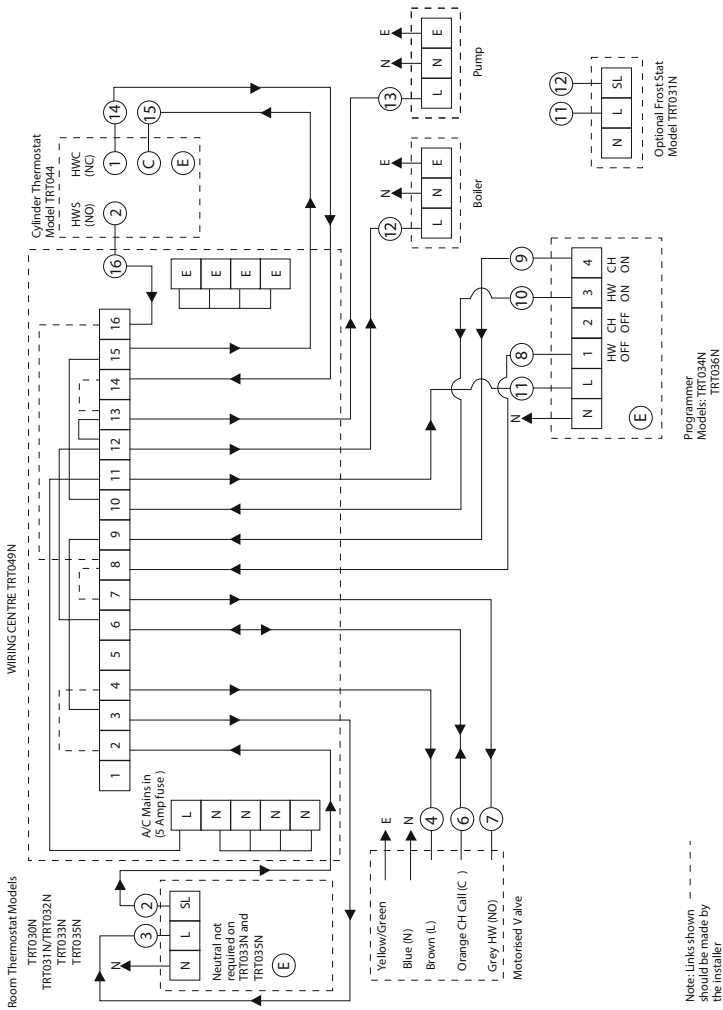 WIRING CENTRE TRT049N
Room Thermostat Models
TRT030N
TRT031N/TRT032N
TRT033N
TRT035N
N
3
2
N
L
SL
Neutral not
required on
TRT033N and
TRT035N
E
A/C Mains in
(5 Amp fuse )
L
N
N
N
N
1
2
3
4
5
6
7
8
9
10
11
12
13
14
15
16
E
E
E
E
Cylinder Thermostat
Model TRT044
HWS
(NO)
HWC
(NC)
2
1
C
E
16
14
15
Yellow/Green
E
Blue (N)
N
Brown (L)
4
Orange CH Call (C )
6
Grey HW (NO)
7
Motorised V alve
12
N
E
L
N
E
Boiler
13
N
E
L
N
E
Pump
N
11
8
10
9
N
L
1
2
3
4
HW
OFF
CH
OFF
HW
ON
CH
ON
E
Programmer
Models: TRT034N
TRT036N
11
12
N
L
SL
Optional Frost Stat
Model TRT031N
Note: Links shown
should be made by
the installer